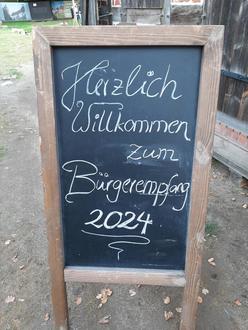 Herzlich
Willkommen
zum
Bürgerempfang
2024